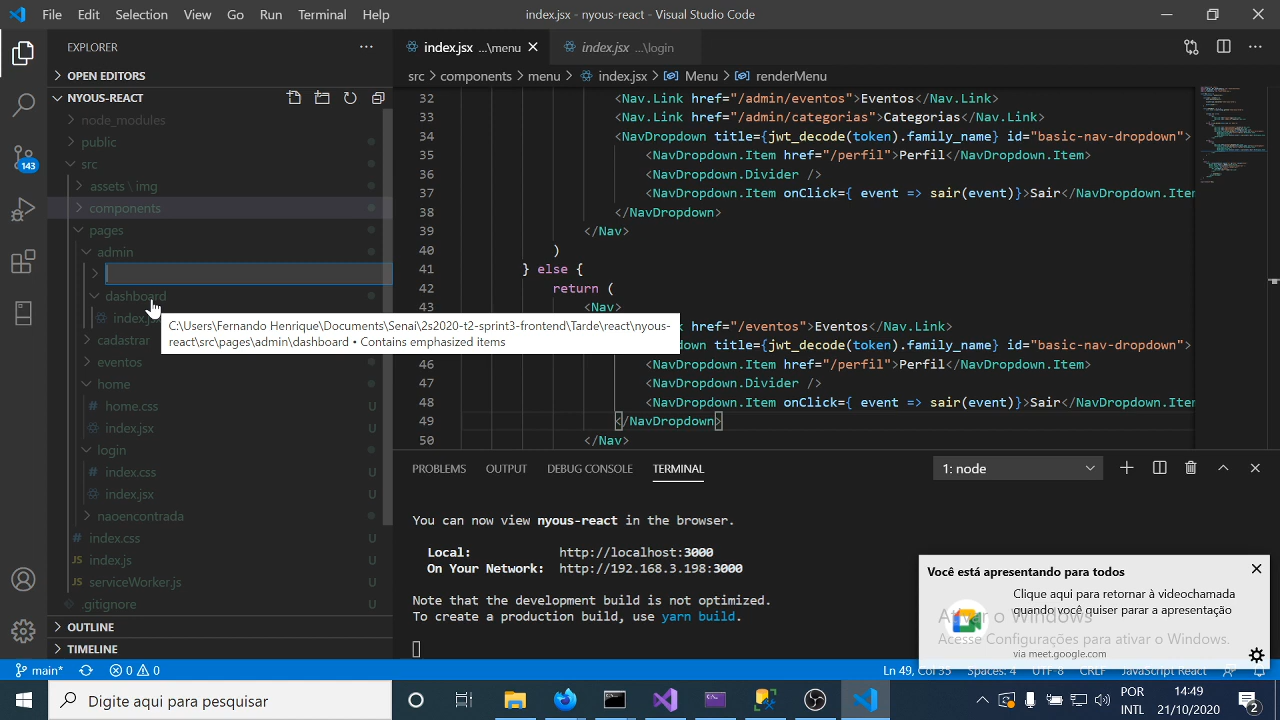 File Edit Selection View Go Run Terminal Help
index.jsx - nyous-react - Visual Studio Code
EXPLORER
OPEN EDITORS
NYOUS-REACT
node_modules
public
src
assets \ img
components
pages
admin
dashboard
index.js
cadastrar
eventos
home
home.css U
index.jsx U
login
index.css U
index.jsx U
naoencontrada
index.css U
index.js U
serviceWorker.js U
.gitignore U
OUTLINE
TIMELINE
143
C:\Users\Fernando Henrique\Documents\Senai\2s2020-t2-sprint3-frontend\Tarde\react\nyous-
react\src\pages\admin\dashboard • Contains emphasized items
index.jsx ...\menu
index.jsx ...\login
src > components > menu > index.jsx > Menu > renderMenu
32 <Nav.Link href="/admin/eventos">Eventos</Nav.Link>
33 <Nav.Link href="/admin/categorias">Categorias</Nav.Link>
34 <NavDropdown title={jwt_decode(token).family_name} id="basic-nav-dropdown">
35 <NavDropdown.Item href="/perfil">Perfil</NavDropdown.Item>
36 <NavDropdown.Divider />
37 <NavDropdown.Item onClick={ event => sair(event)}>Sair</NavDropdown.Iter
38 </NavDropdown>
39 </Nav>
40 )
41 } else {
42 return (
43 <Nav>
k href="/eventos">Eventos</Nav.Link>
down title={jwt_decode(token).family_name} id="basic-nav-dropdown">
46 <NavDropdown.Item href="/perfil">Perfil</NavDropdown.Item>
47 <NavDropdown.Divider />
48 <NavDropdown.Item onClick={ event => sair(event)}>Sair</NavDropdown.Iter
49 </NavDropdown>
50 </Nav>
PROBLEMS OUTPUT DEBUG CONSOLE TERMINAL
1: node
You can now view nyous-react in the browser.
Local: http://localhost:3000
On Your Network: http://192.168.3.198:3000
Note that the development build is not optimized.
To create a production build, use yarn build.
Você está apresentando para todos
Clique aqui para retornar à videochamada
quando você quiser parar a apresentação
via meet.google.com
Ativar o Windows
Acesse Configurações para ativar o Windows.
main* 0 0
Ln 49, Col 35 Spaces: 4 UTF-8 CRLF JavaScript React
Digite aqui para pesquisar
POR
INTL
14:49
21/10/2020
2